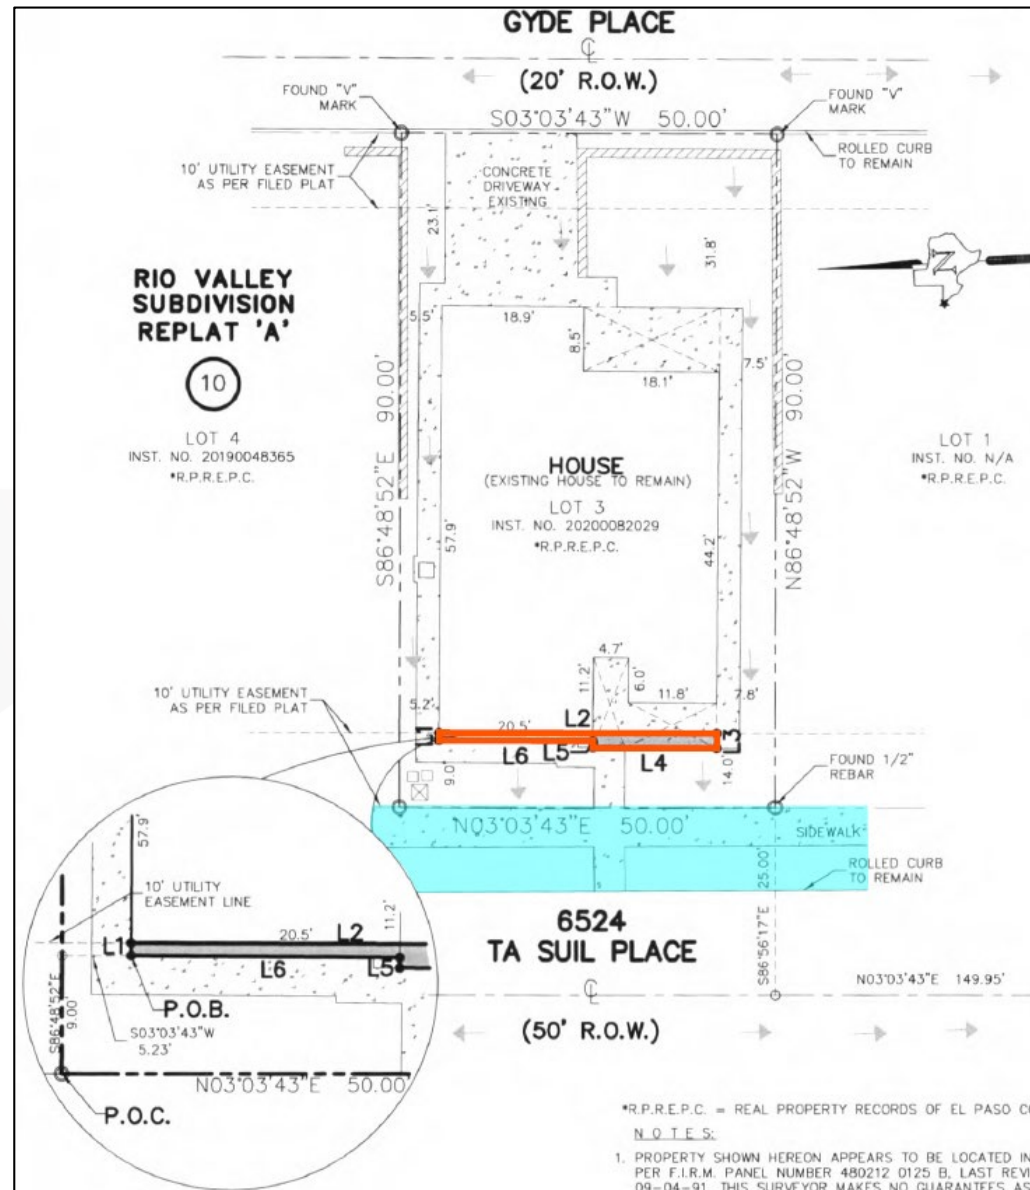 GYDE PLACE
(20' R.O.W.)
FOUND "V"
MARK
S03°03'43"W 50.00'
FOUND "V"
MARK
ROLLED CURB
TO REMAIN
10' UTILITY EASEMENT
AS PER FILED PLAT
CONCRETE
DRIVEWAY
EXISTING
23.1'
31.8'
RIO VALLEY
SUBDIVISION
REPLAT 'A'
10
LOT 4
INST. NO. 20190048365
*R.P.R.E.P.C.
N
5.5'
18.9'
8.5'
18.1'
7.5'
S86°48'52"E 90.00'
N86°48'52"W 90.00'
LOT 1
INST. NO. N/A
*R.P.R.E.P.C.
HOUSE
(EXISTING HOUSE TO REMAIN)
LOT 3
INST. NO. 20200082029
*R.P.R.E.P.C.
57.9'
44.2'
4.7'
11.2'
6.0'
11.8'
7.8'
10' UTILITY EASEMENT
AS PER FILED PLAT
5.2'
20.5'
L1
L2
L3
L6
L5
L4
9.0'
14.0'
FOUND 1/2"
REBAR
N03°03'43"E 50.00'
SIDEWALK
ROLLED CURB
TO REMAIN
25.00'
S86°56'17"E
6524
TA SUIL PLACE
N03°03'43"E 149.95'
(50' R.O.W.)
57.9'
10' UTILITY
EASEMENT LINE
11.2'
20.5'
L1
L2
L6
L5
P.O.B.
S86°48'52"E
9.00'
S03°03'43"W
5.23'
N03°03'43"E 50.00'
P.O.C.
*R.P.R.E.P.C. = REAL PROPERTY RECORDS OF EL PASO CO
N O T E S:
1. PROPERTY SHOWN HEREON APPEARS TO BE LOCATED IN
PER F.I.R.M. PANEL NUMBER 480212 0125 B, LAST REVI
09-04-91. THIS SURVEYOR MAKES NO GUARANTEES AS